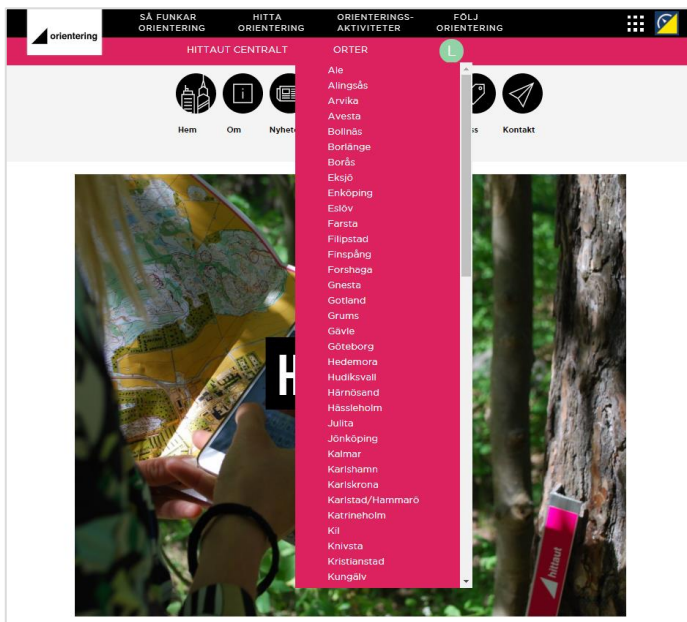 orientering
SÅ FUNKAR
ORIENTERING
HITTA
ORIENTERING
ORIENTERINGS-
AKTIVITETER
FÖLJ
ORIENTERING
HITTAUT CENTRALT
ORTER
L
Hem
Om
Nyhet
ss
Kontakt
Ale
Alingsås
Arvika
Avesta
Bollnäs
Borlänge
Borås
Eksjö
Enköping
Eslöv
Farsta
Filipstad
Finspång
Forshaga
Gnesta
Gotland
Grums
Gävle
Göteborg
Hedemora
Hudiksvall
Härnösand
Hässleholm
Julita
Jönköping
Kalmar
Karlshamn
Karlskrona
Karlstad/Hammarö
Katrineholm
Kil
Knivsta
Kristianstad
Kungälv
H
hittaut